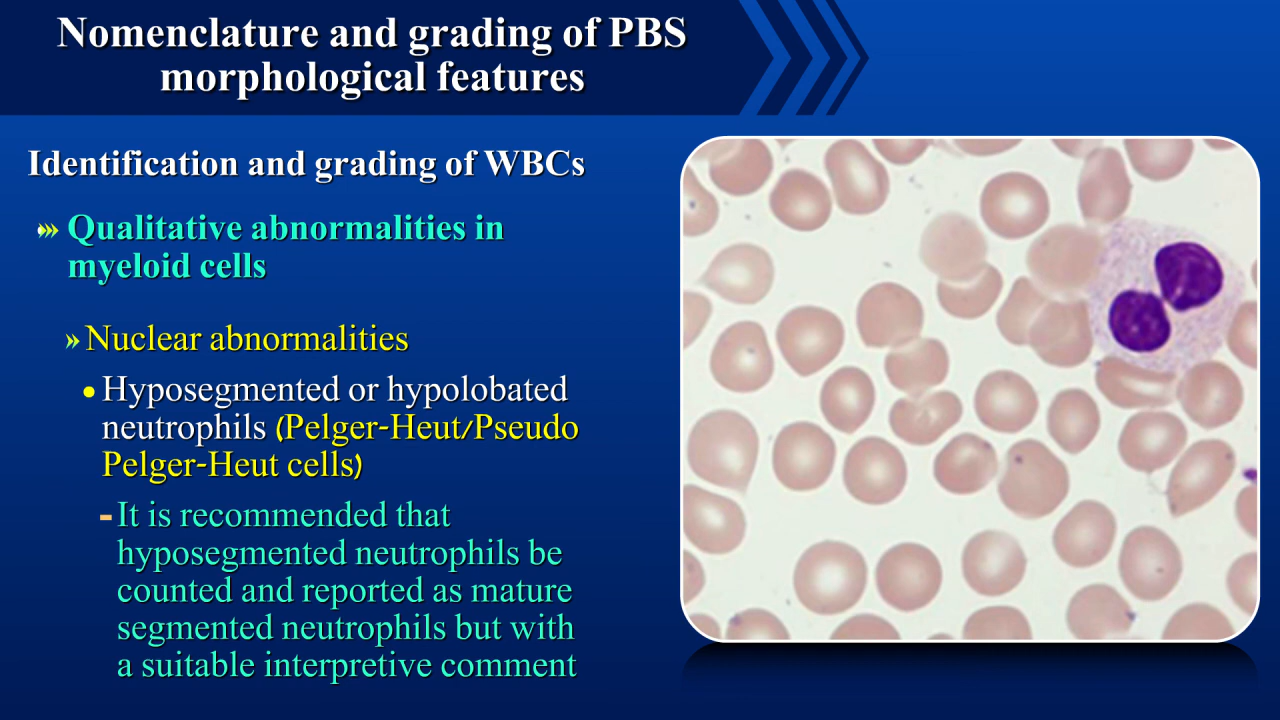 Nomenclature and grading of PBS
morphological features
Identification and grading of WBCs
Qualitative abnormalities in
myeloid cells
Nuclear abnormalities
Hyposegmented or hypolobated
neutrophils (Pelger-Heut/Pseudo
Pelger-Heut cells)
It is recommended that
hyposegmented neutrophils be
counted and reported as mature
segmented neutrophils but with
a suitable interpretive comment